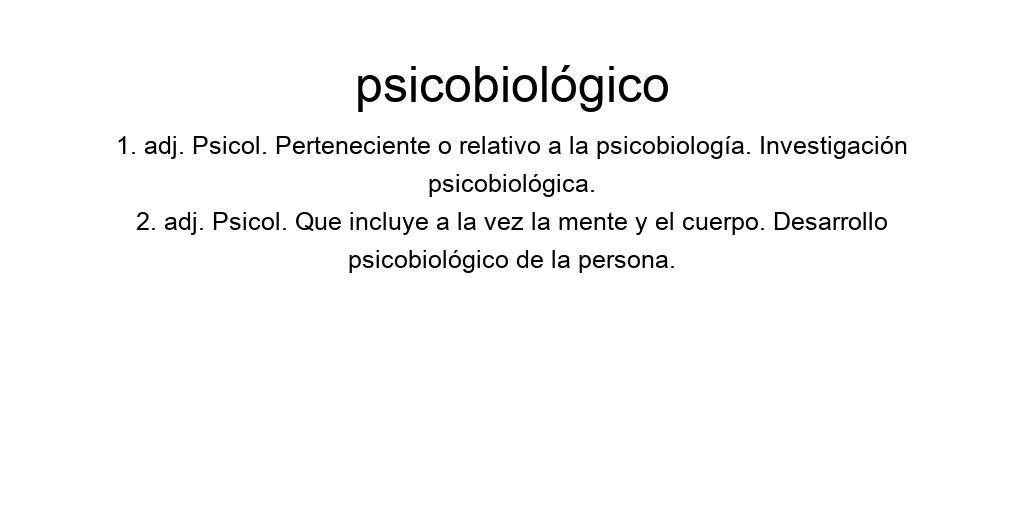 psicobiológico
1. adj. Psicol. Perteneciente o relativo a la psicobiología. Investigación
psicobiológica.
2. adj. Psicol. Que incluye a la vez la mente y el cuerpo. Desarrollo
psicobiológico de la persona.